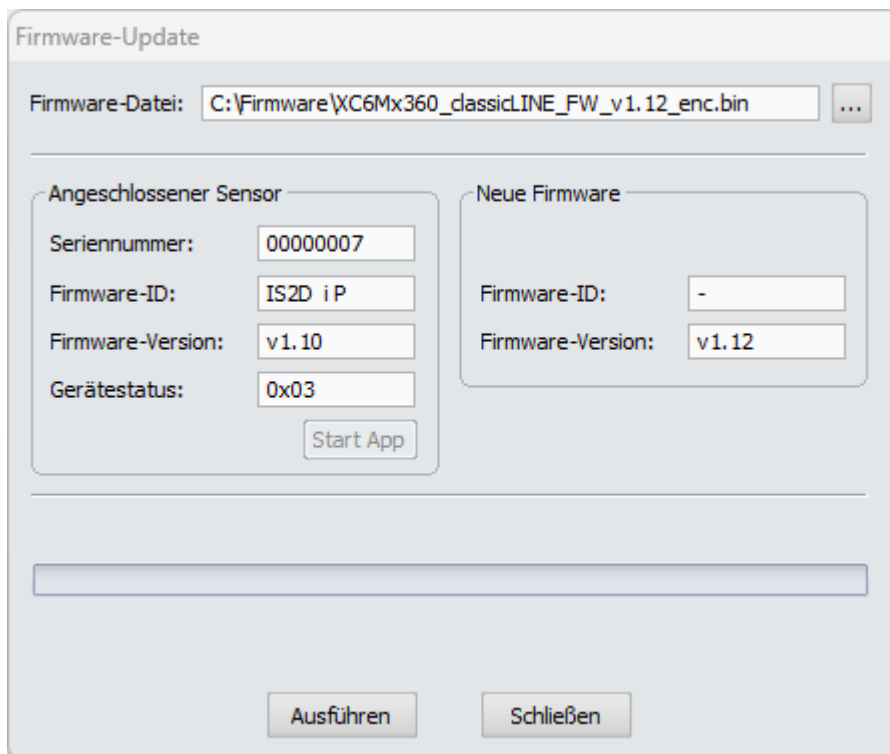 Firmware-Update
Firmware-Datei: C:\Firmware\XC6Mx360_classicLINE_FW_v1.12_enc.bin ...
Angeschlossener Sensor
Seriennummer: 00000007
Firmware-ID: IS2D i P
Firmware-Version: v1.10
Gerätestatus: 0x03
Start App
Neue Firmware
Firmware-ID: -
Firmware-Version: v1.12
Ausführen Schließen